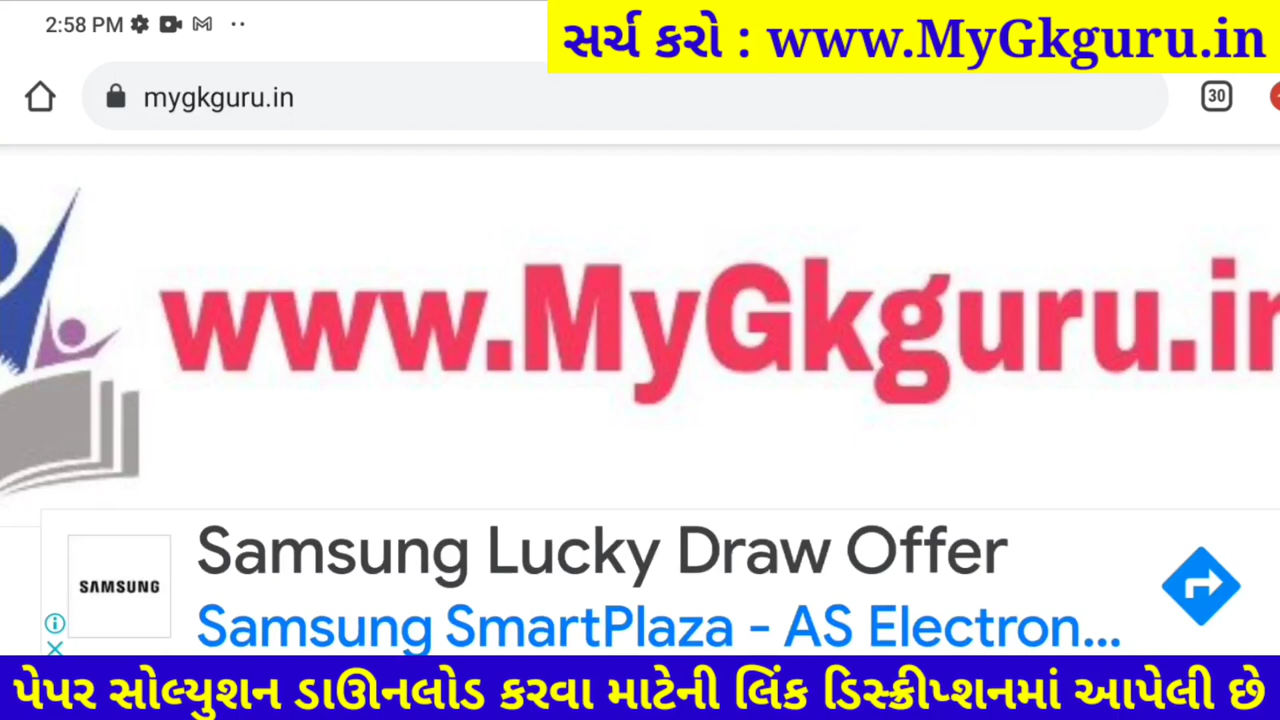 2:58 PM
સર્ચ કરો : www.MyGkguru.in
mygkguru.in
30
www.MyGkguru.in
Samsung Lucky Draw Offer
SAMSUNG
Samsung SmartPlaza - AS Electron...
પેપર સોલ્યુશન ડાઊનલોડ કરવા માટેની લિંક ડિસ્ક્રીપ્શનમાં આપેલી છે